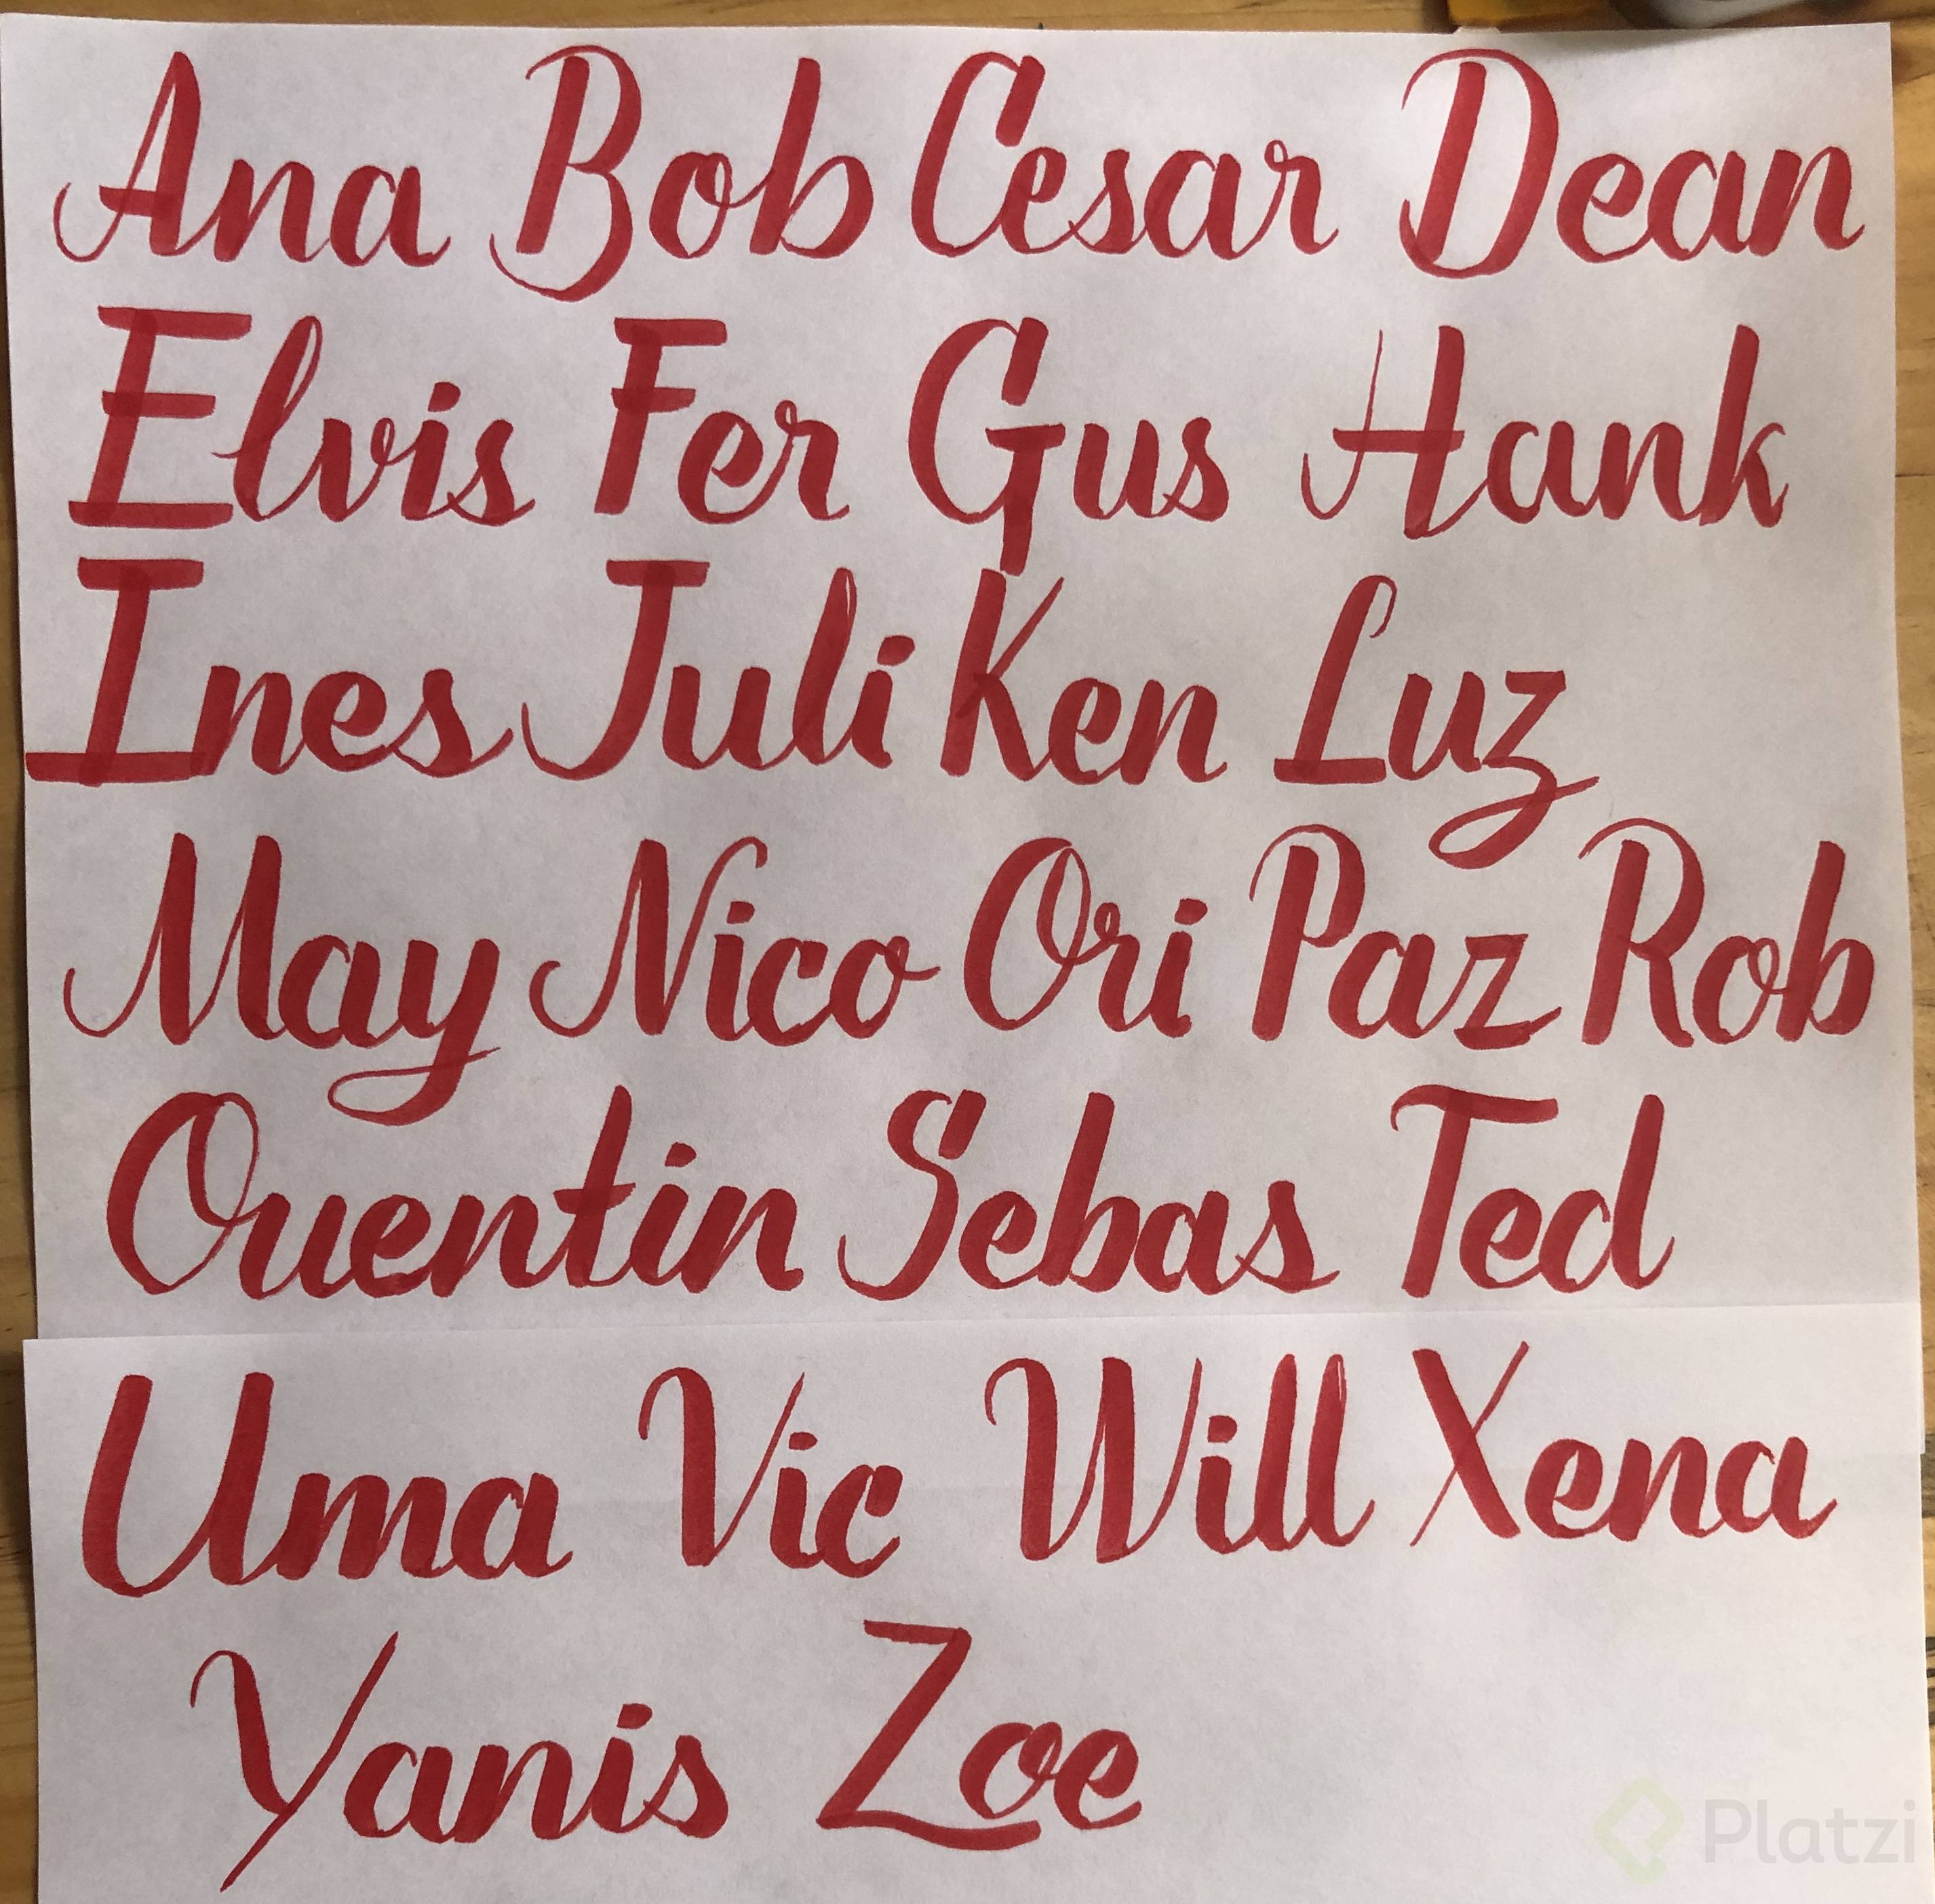 Ana Bob Cesar Dean
Elvis Fer Gus Hank
Ines Juli Ken Luz
May Nico Ori Paz Rob
Quentin Sebas Ted
Uma Vic Will Xena
Yanis Zoe
Platzi